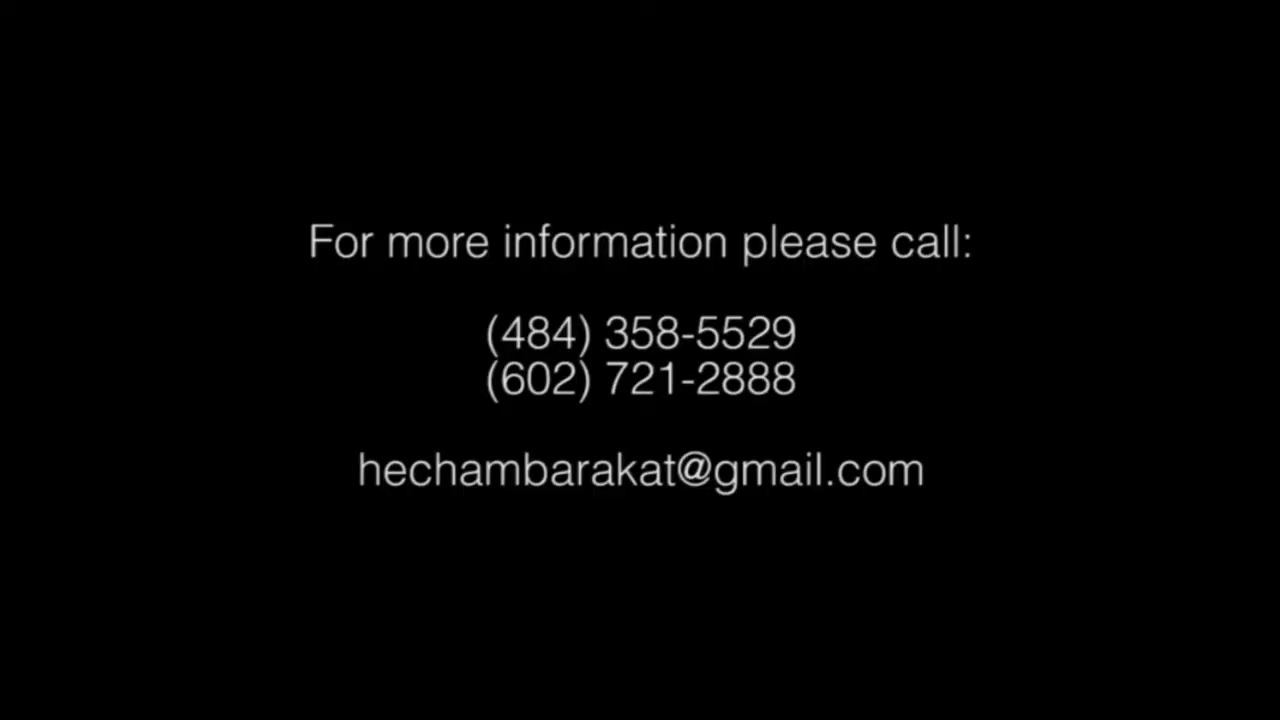 For more information please call:
(484) 358-5529
(602) 721-2888
hechambarakat@gmail.com